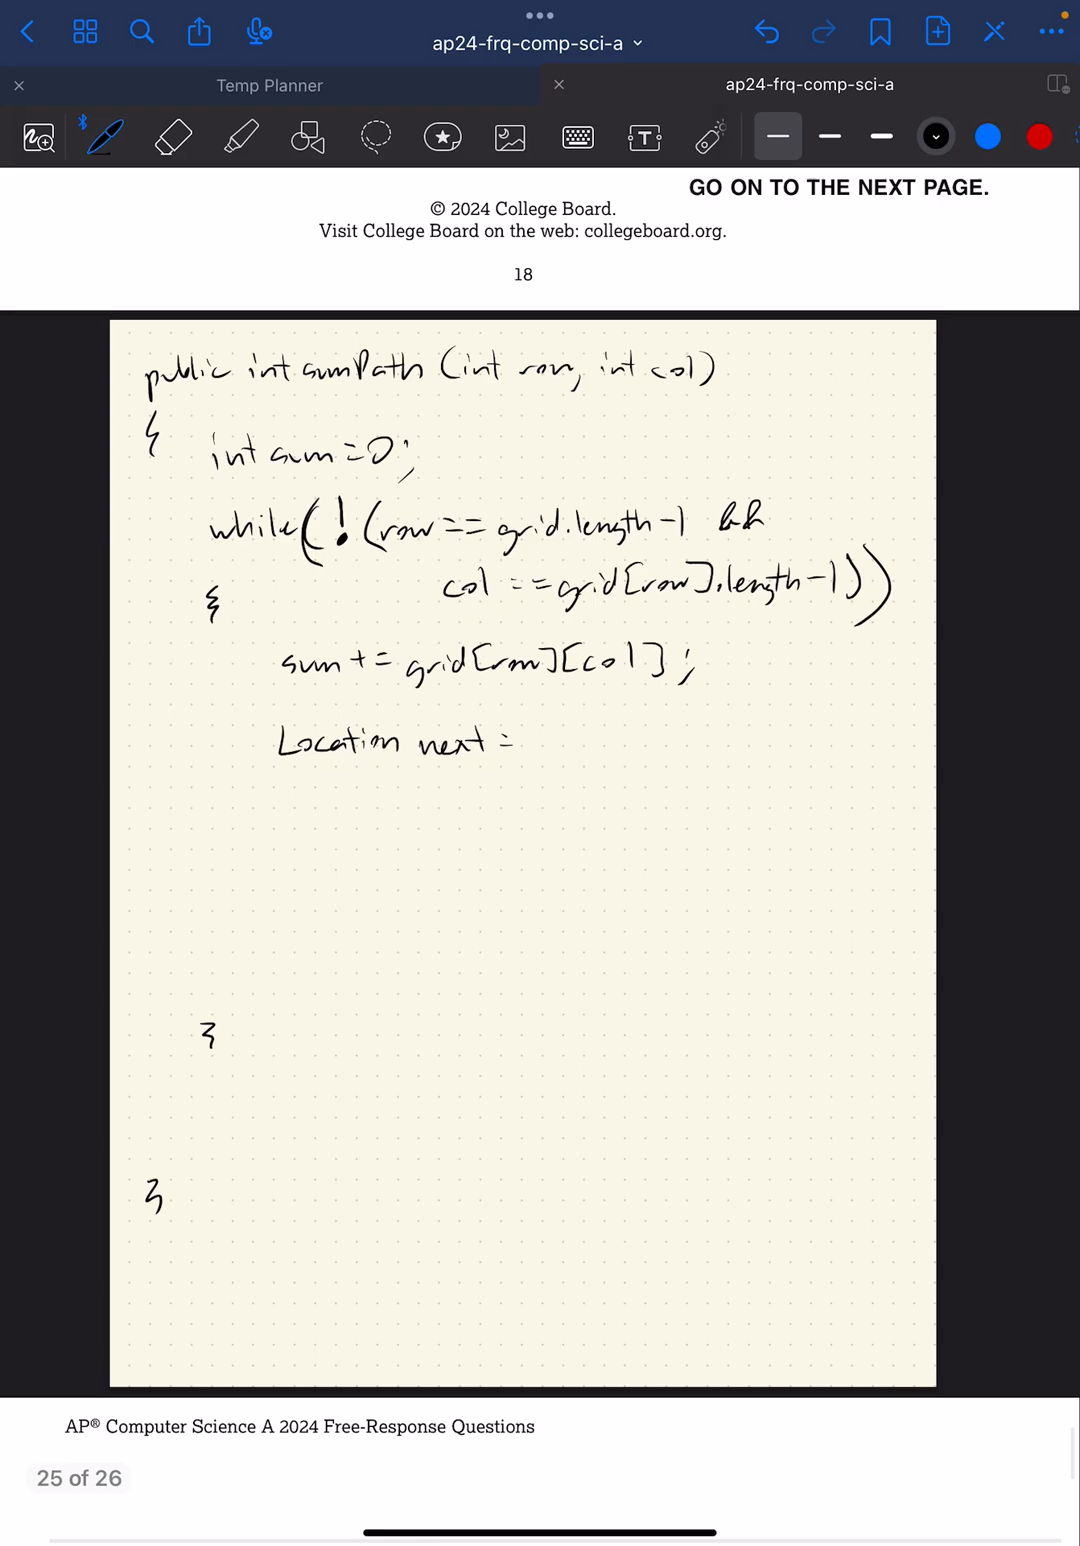 ap24-frq-comp-sci-a
Temp Planner
ap24-frq-comp-sci-a
T
GO ON TO THE NEXT PAGE.
© 2024 College Board.
Visit College Board on the web: collegeboard.org.
18
public int sumPath (int row, int col)
{
int sum = 0;
while(!(row == grid.length-1 &&
col == grid[row].length-1))
{
sum += grid[row][col];
Location next =
}
}
AP® Computer Science A 2024 Free-Response Questions
25 of 26